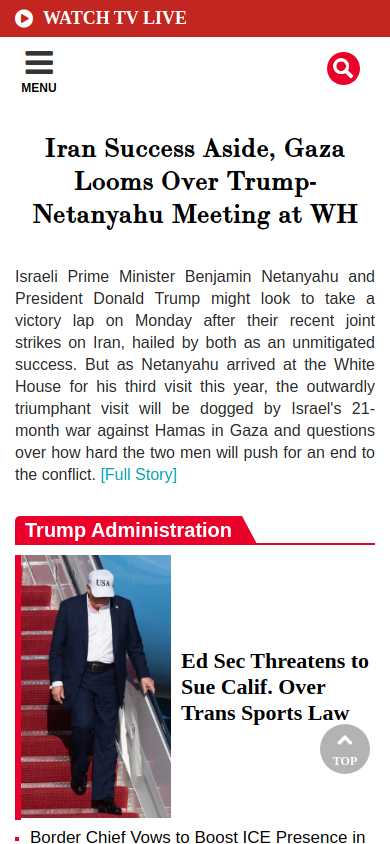 WATCH TV LIVE
MENU
Iran Success Aside, Gaza
Looms Over Trump-
Netanyahu Meeting at WH
Israeli Prime Minister Benjamin Netanyahu and
President Donald Trump might look to take a
victory lap on Monday after their recent joint
strikes on Iran, hailed by both as an unmitigated
success. But as Netanyahu arrived at the White
House for his third visit this year, the outwardly
triumphant visit will be dogged by Israel's 21-
month war against Hamas in Gaza and questions
over how hard the two men will push for an end to
the conflict. [Full Story]
Trump Administration
USA
Ed Sec Threatens to
Sue Calif. Over
Trans Sports Law
TOP
Border Chief Vows to Boost ICE Presence in